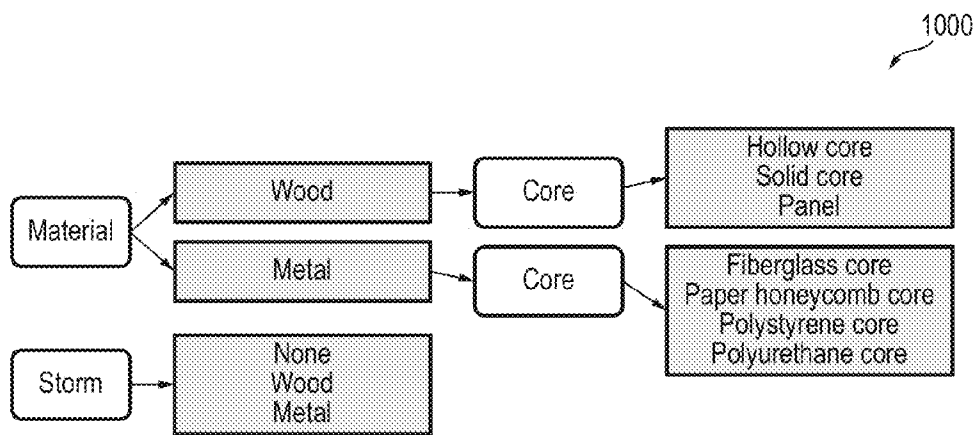 1000
Material
Wood
Core
Hollow core
Solid core
Panel
Metal
Core
Fiberglass core
Paper honeycomb core
Polystyrene core
Polyurethane core
Storm
None
Wood
Metal